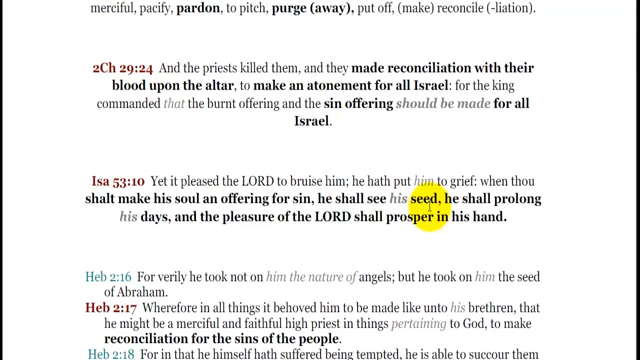 merciful, pacify, pardon, to pitch, purge (away), put off, (make) reconcile (-liation).
2Ch 29:24 And the priests killed them, and they made reconciliation with their
blood upon the altar, to make an atonement for all Israel: for the king
commanded that the burnt offering and the sin offering should be made for all
Israel.
Isa 53:10 Yet it pleased the LORD to bruise him; he hath put him to grief: when thou
shalt make his soul an offering for sin, he shall see his seed, he shall prolong
his days, and the pleasure of the LORD shall prosper in his hand.
Heb 2:16 For verily he took not on him the nature of angels; but he took on him the seed
of Abraham.
Heb 2:17 Wherefore in all things it behoved him to be made like unto his brethren, that
he might be a merciful and faithful high priest in things pertaining to God, to make
reconciliation for the sins of the people.
Heb 2:18 For in that he himself hath suffered being tempted, he is able to succour them